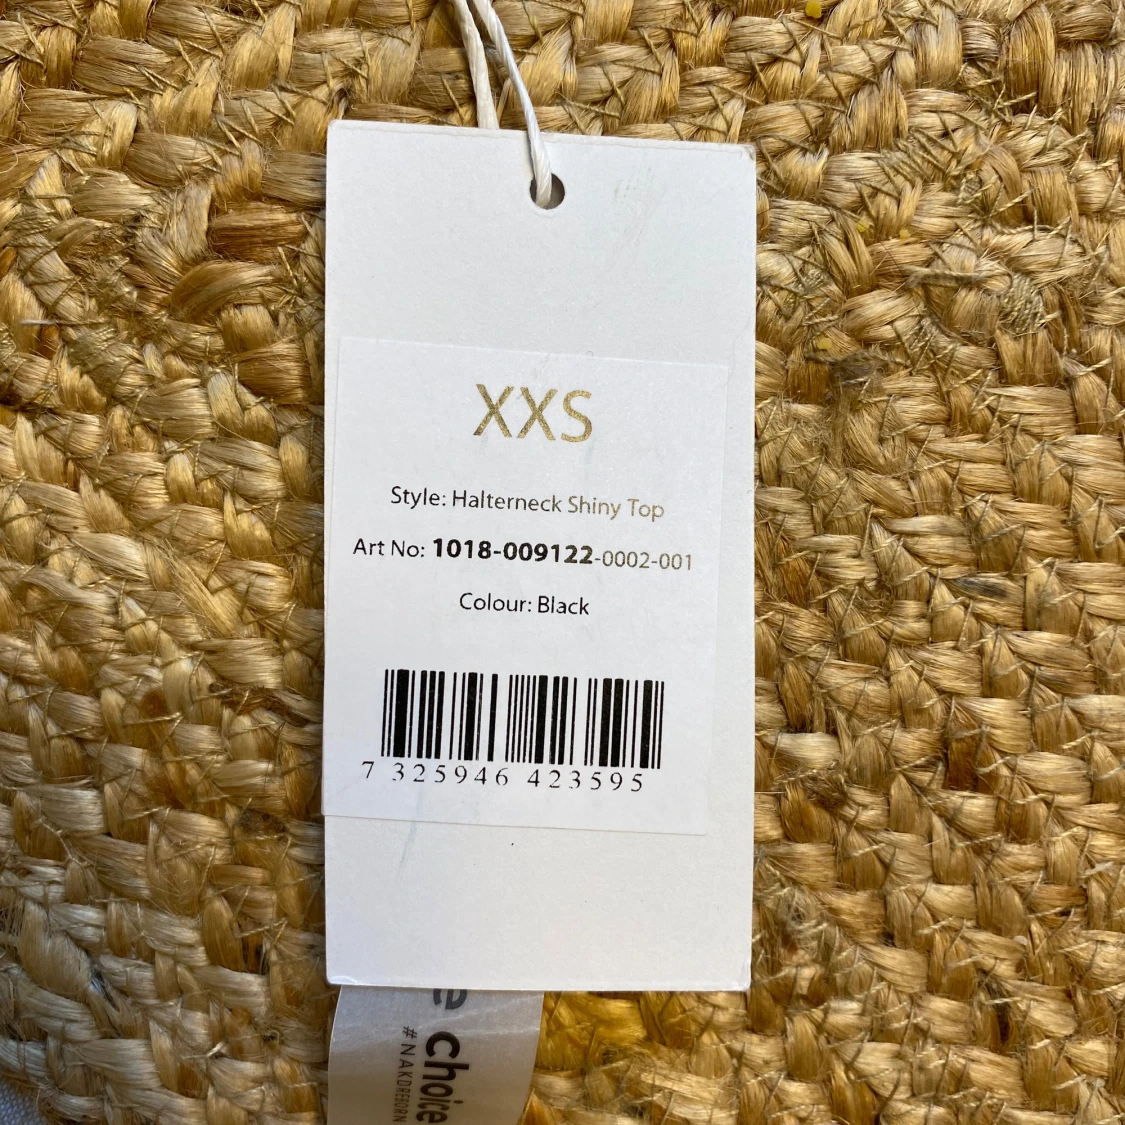 XXS
Style: Halterneck Shiny Top
Art No: 1018-009122-0002-001
Colour: Black
7 325946 423595
choice
#NAKDREBORN